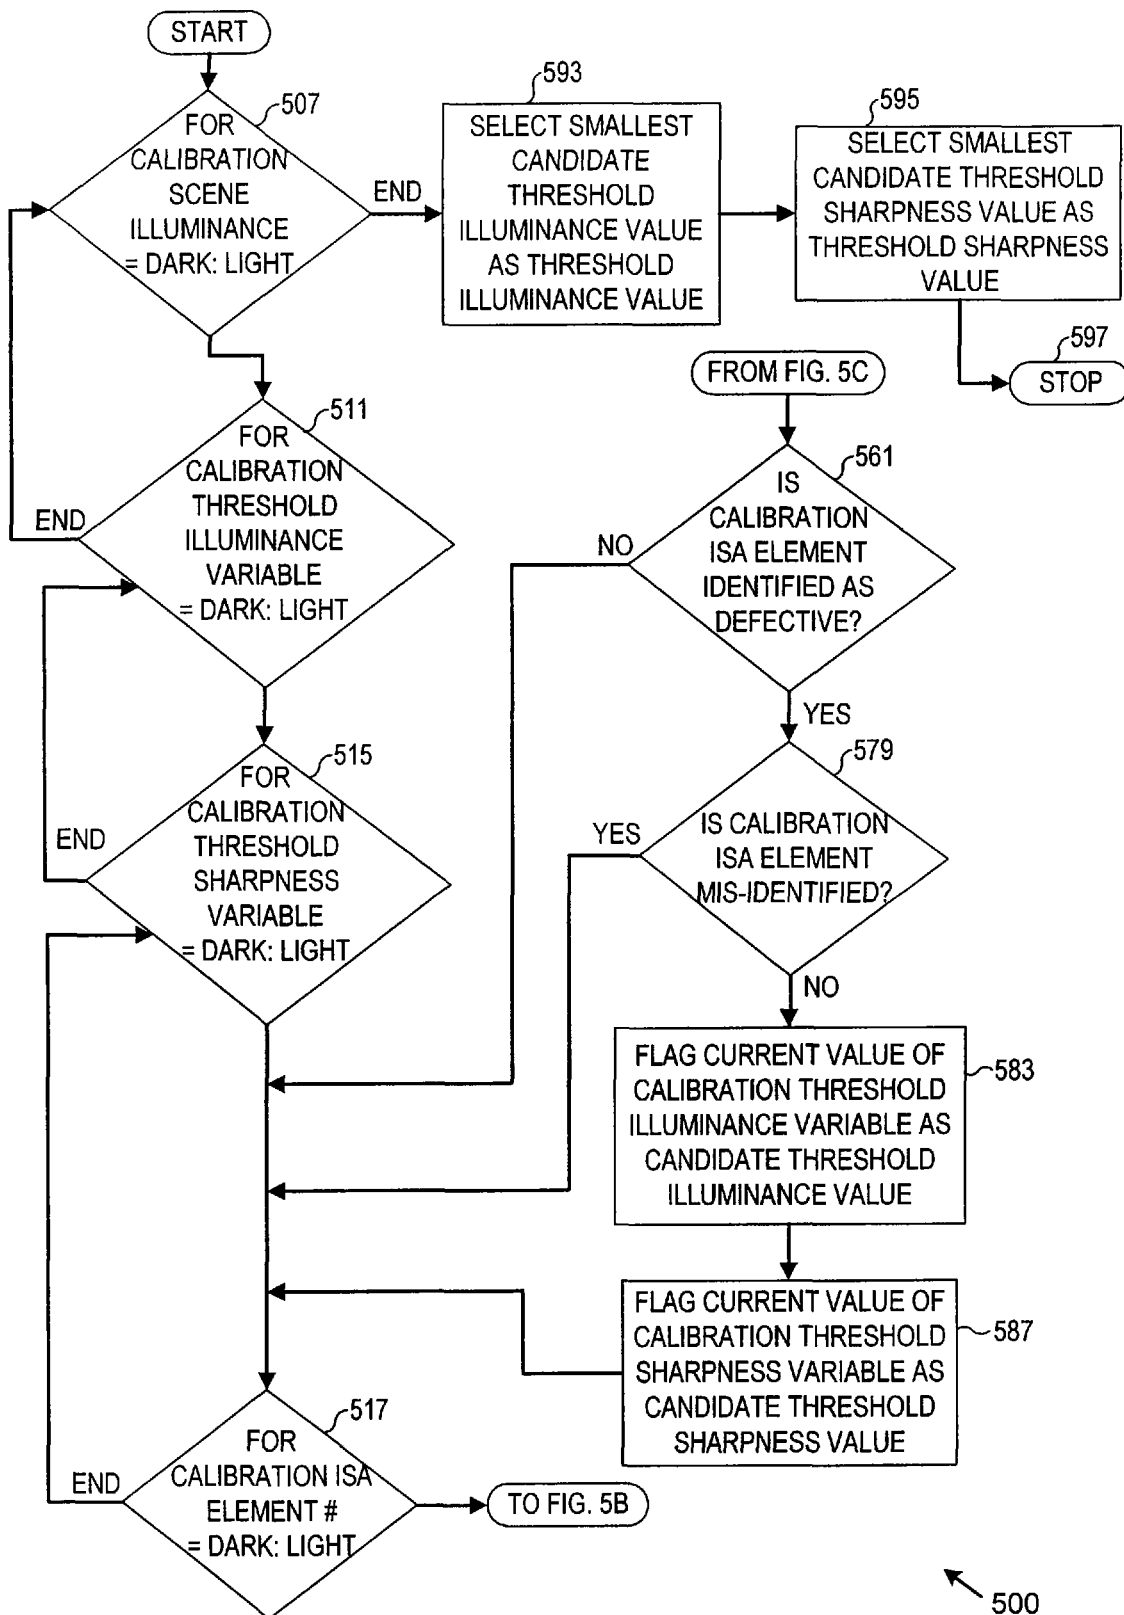 START
507
FOR
CALIBRATION
SCENE
ILLUMINANCE
= DARK: LIGHT
END
593
SELECT SMALLEST
CANDIDATE
THRESHOLD
ILLUMINANCE VALUE
AS THRESHOLD
ILLUMINANCE VALUE
595
SELECT SMALLEST
CANDIDATE THRESHOLD
SHARPNESS VALUE AS
THRESHOLD SHARPNESS
VALUE
597
STOP
511
FOR
CALIBRATION
THRESHOLD
ILLUMINANCE
VARIABLE
= DARK: LIGHT
END
515
FOR
CALIBRATION
THRESHOLD
SHARPNESS
VARIABLE
= DARK: LIGHT
END
FROM FIG. 5C
561
IS
CALIBRATION
ISA ELEMENT
IDENTIFIED AS
DEFECTIVE?
NO
YES
579
IS CALIBRATION
ISA ELEMENT
MIS-IDENTIFIED?
YES
NO
583
FLAG CURRENT VALUE OF
CALIBRATION THRESHOLD
ILLUMINANCE VARIABLE AS
CANDIDATE THRESHOLD
ILLUMINANCE VALUE
587
FLAG CURRENT VALUE OF
CALIBRATION THRESHOLD
SHARPNESS VARIABLE AS
CANDIDATE THRESHOLD
SHARPNESS VALUE
517
FOR
CALIBRATION ISA
ELEMENT #
= DARK: LIGHT
END
TO FIG. 5B
500